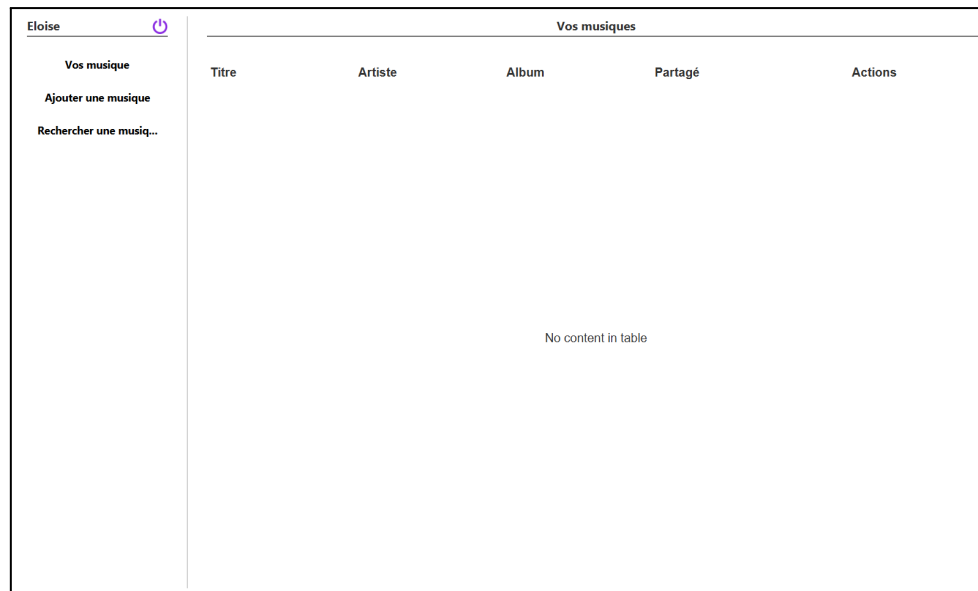 Eloise
Vos musique
Ajouter une musique
Rechercher une musiq...
Vos musiques
Titre Artiste Album Partagé Actions
No content in table